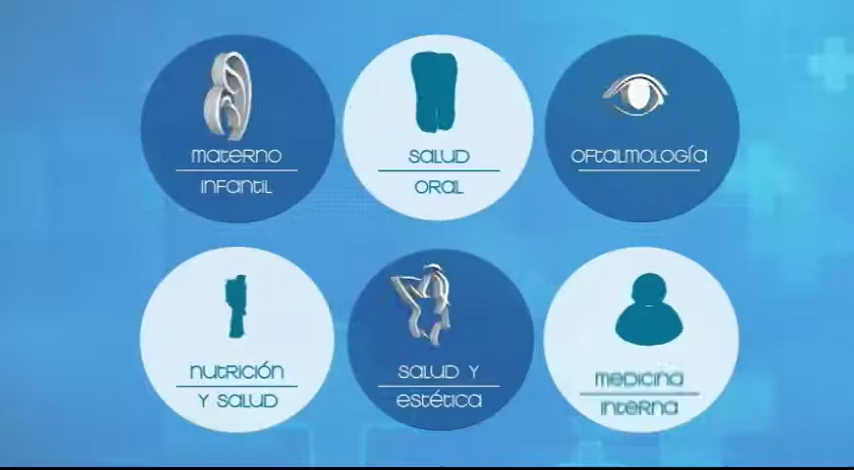 materno
infantil
salud
oral
oftalmología
nutrición
y salud
salud y
estética
medicina
interna